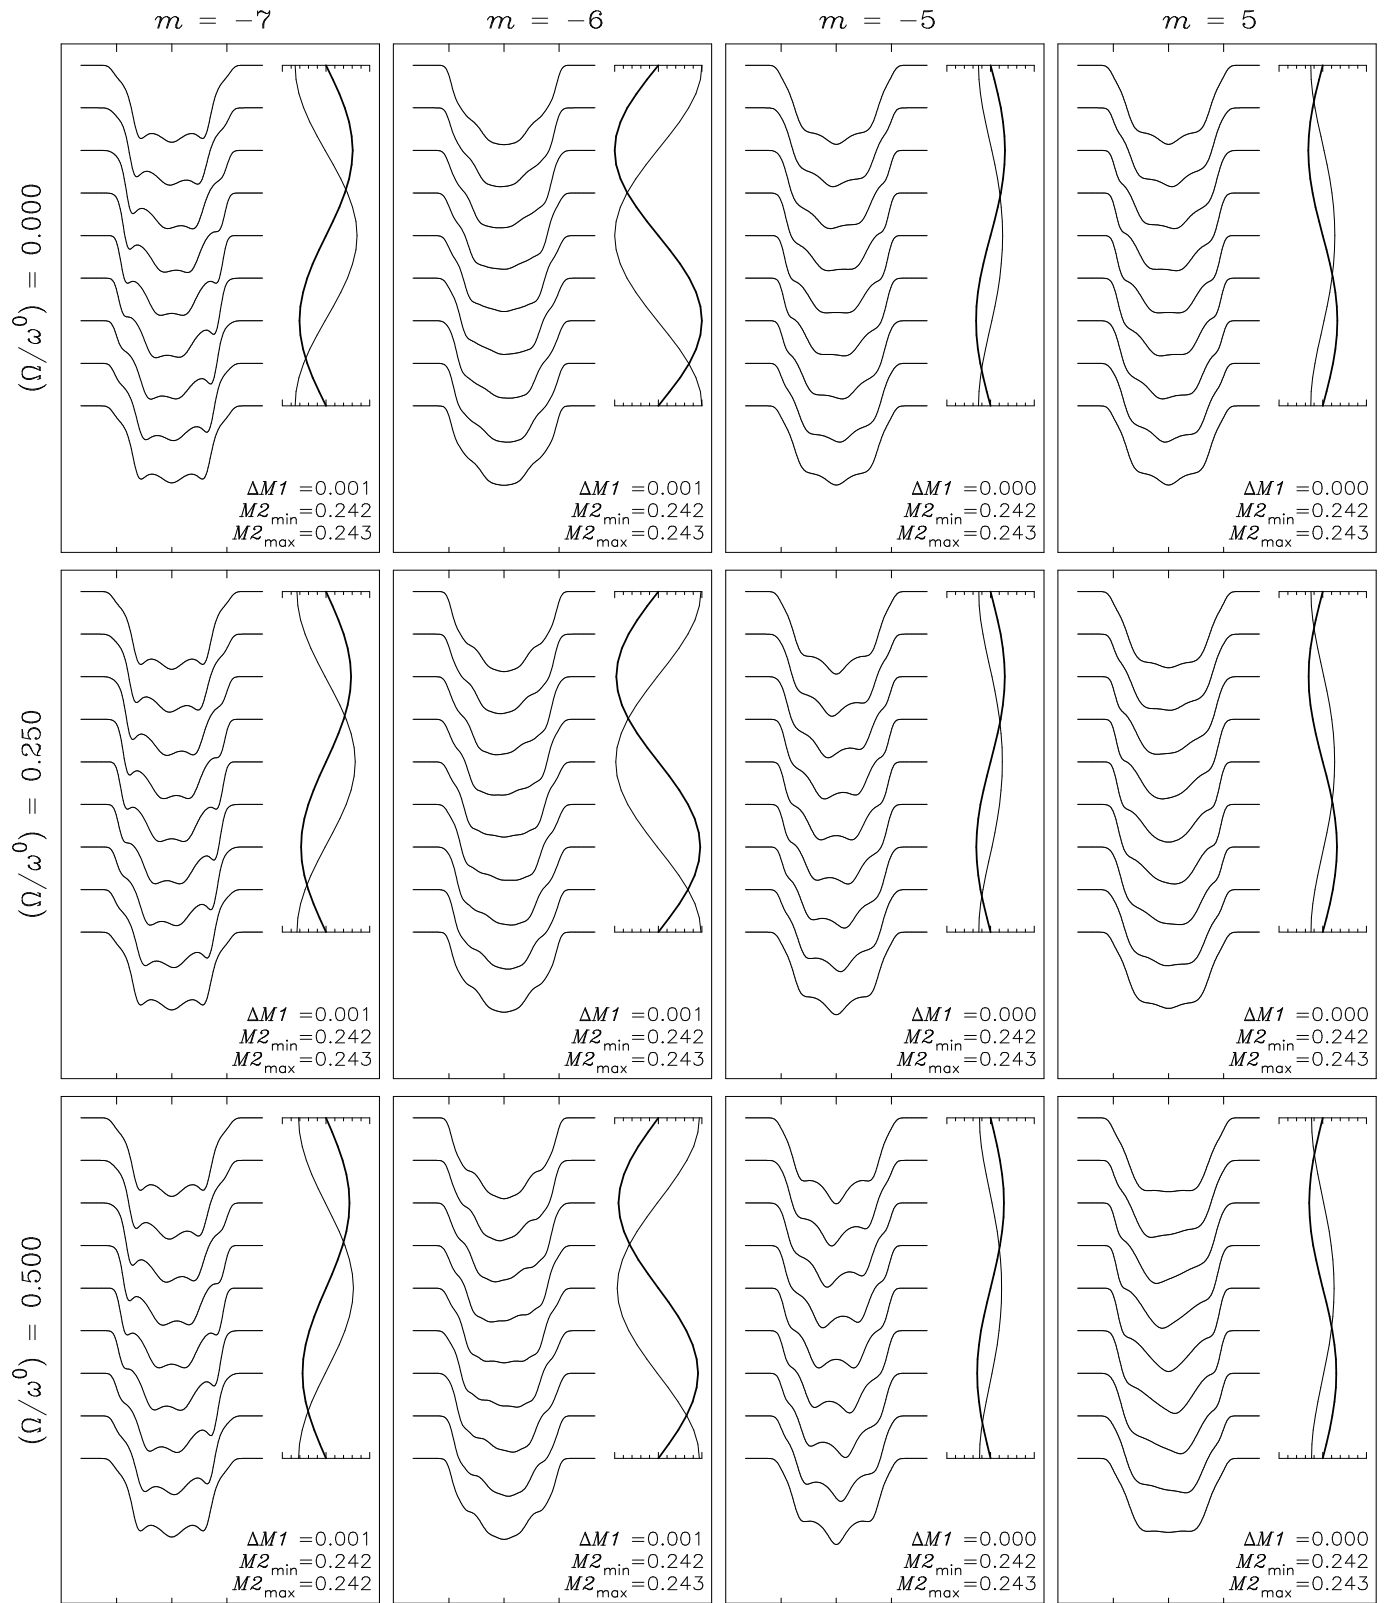 m = −7
m = −6
m = −5
m = 5
(Ω/ω⁰) = 0.000
ΔM1 =0.001
M2min=0.242
M2max=0.243
ΔM1 =0.001
M2min=0.242
M2max=0.243
ΔM1 =0.000
M2min=0.242
M2max=0.243
ΔM1 =0.000
M2min=0.242
M2max=0.243
(Ω/ω⁰) = 0.250
ΔM1 =0.001
M2min=0.242
M2max=0.243
ΔM1 =0.001
M2min=0.242
M2max=0.243
ΔM1 =0.000
M2min=0.242
M2max=0.243
ΔM1 =0.000
M2min=0.242
M2max=0.243
(Ω/ω⁰) = 0.500
ΔM1 =0.001
M2min=0.242
M2max=0.242
ΔM1 =0.001
M2min=0.242
M2max=0.243
ΔM1 =0.000
M2min=0.242
M2max=0.243
ΔM1 =0.000
M2min=0.242
M2max=0.243